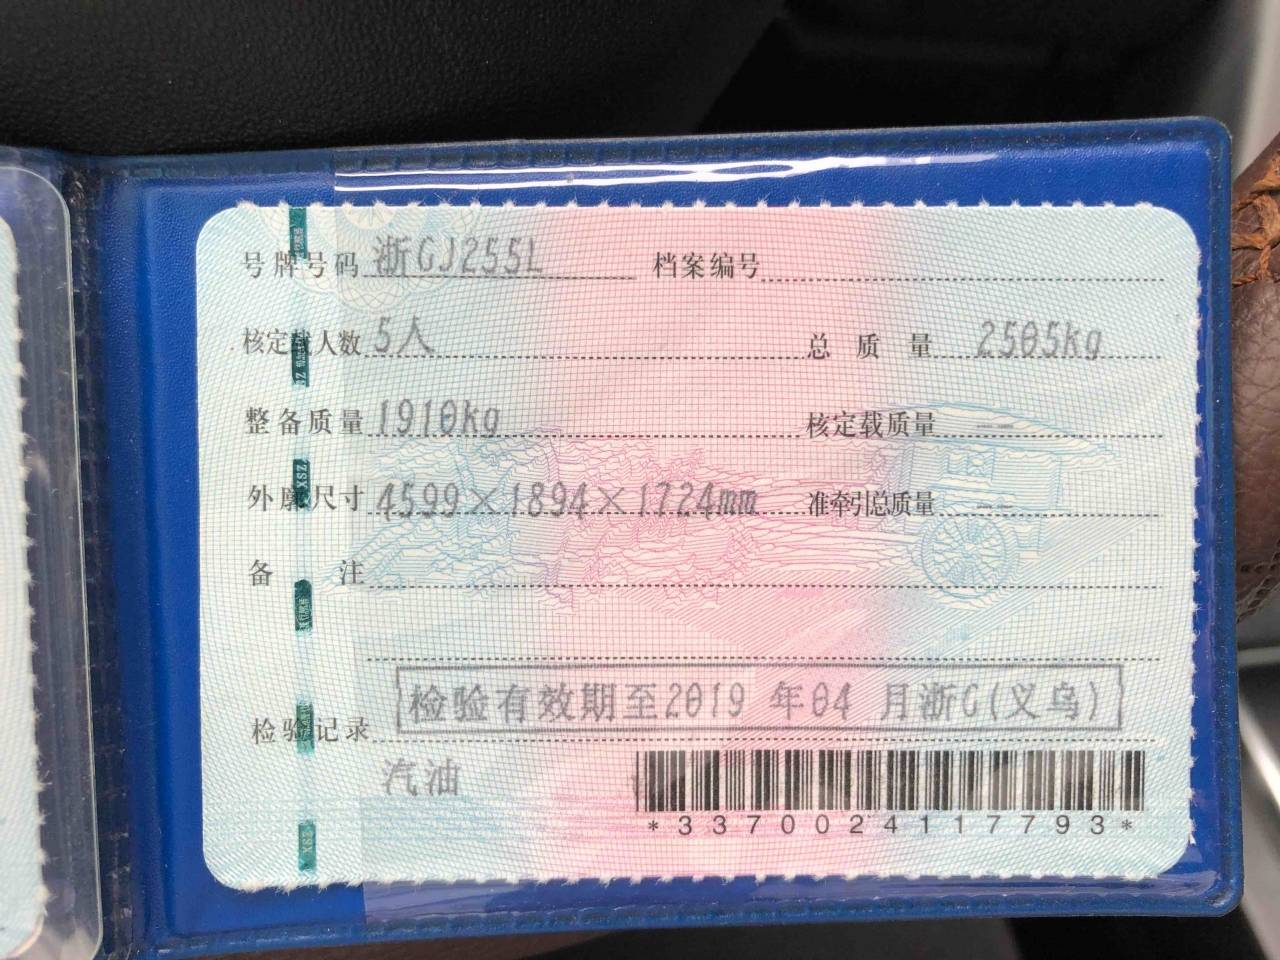 号牌号码 浙GJ255L 档案编号
核定载人数 5人 总质量 2505kg
整备质量 1910kg 核定载质量 --
外廓尺寸 4599×1894×1724mm 准牵引总质量 --
备注
检验记录 检验有效期至2019年04月浙G(义乌)
汽油
*3370024117793*